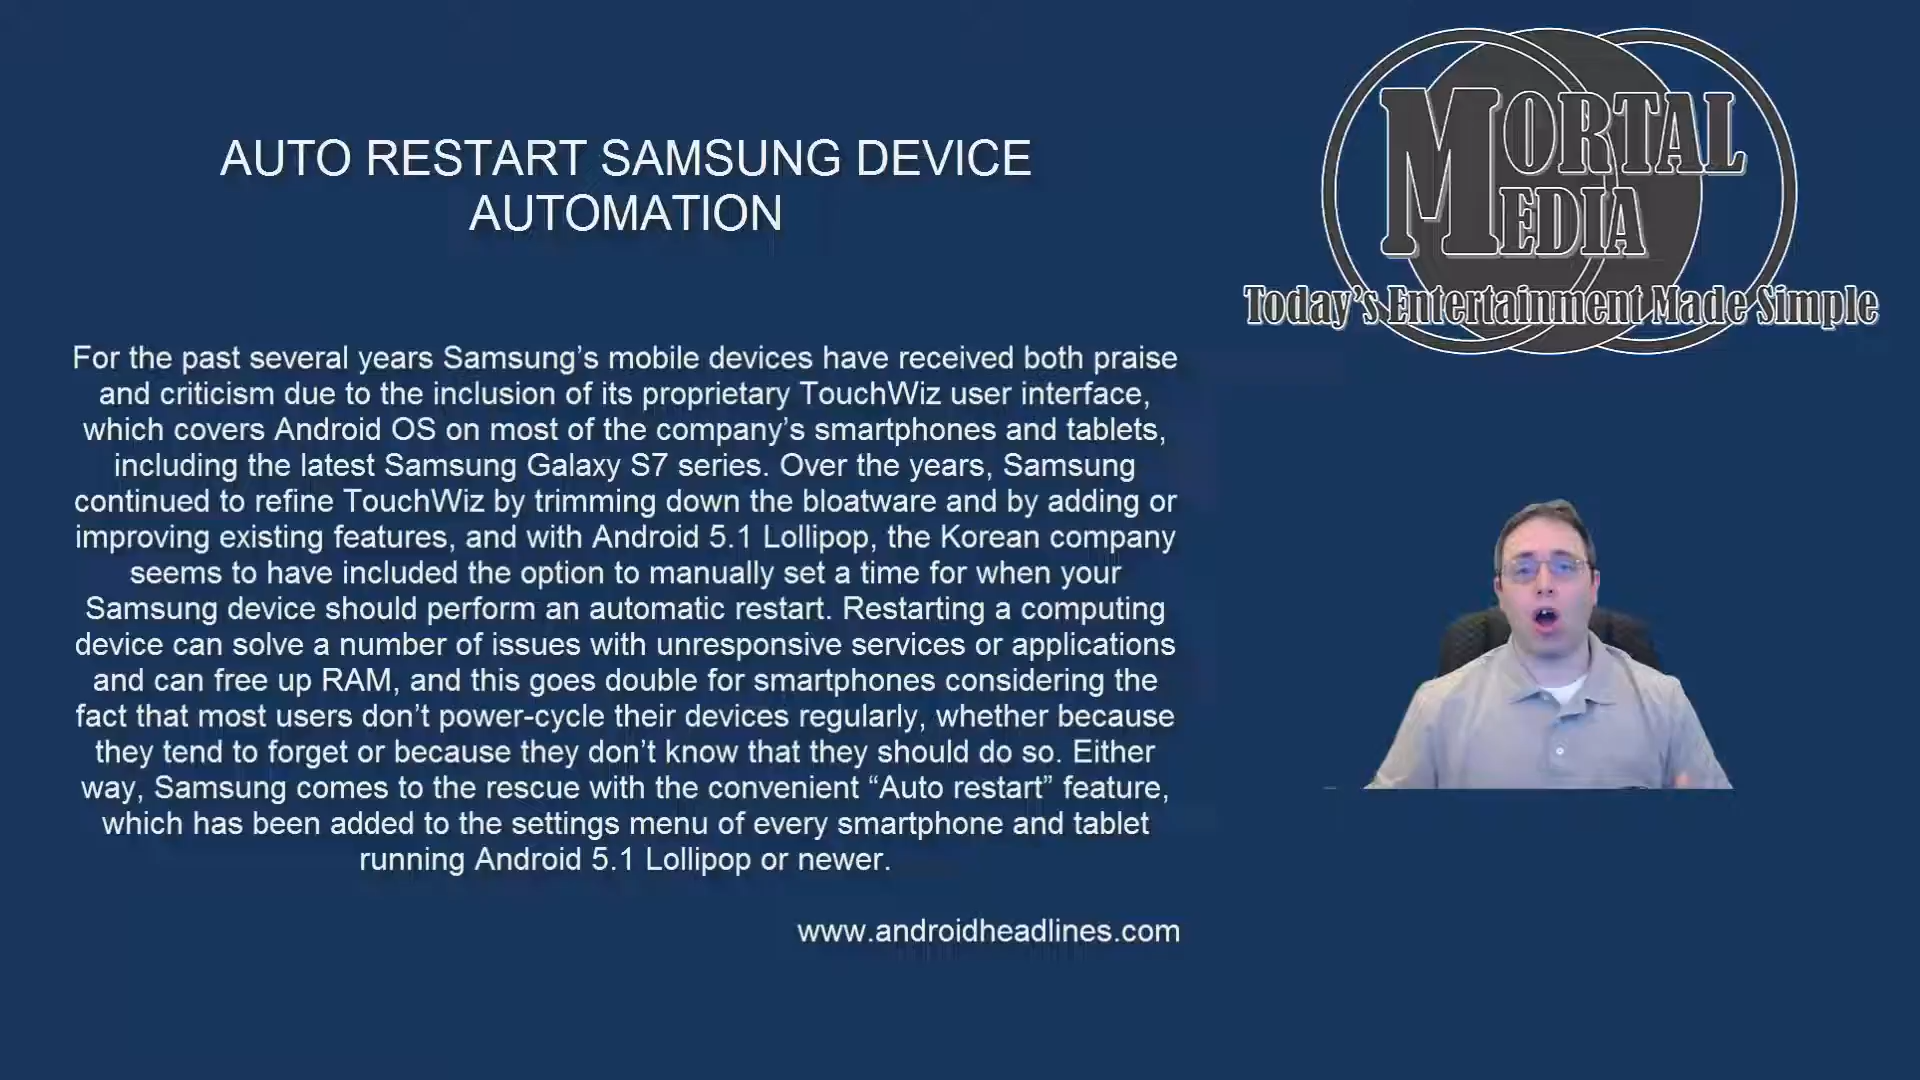 AUTO RESTART SAMSUNG DEVICE
AUTOMATION
For the past several years Samsung’s mobile devices have received both praise
and criticism due to the inclusion of its proprietary TouchWiz user interface,
which covers Android OS on most of the company’s smartphones and tablets,
including the latest Samsung Galaxy S7 series. Over the years, Samsung
continued to refine TouchWiz by trimming down the bloatware and by adding or
improving existing features, and with Android 5.1 Lollipop, the Korean company
seems to have included the option to manually set a time for when your
Samsung device should perform an automatic restart. Restarting a computing
device can solve a number of issues with unresponsive services or applications
and can free up RAM, and this goes double for smartphones considering the
fact that most users don’t power-cycle their devices regularly, whether because
they tend to forget or because they don’t know that they should do so. Either
way, Samsung comes to the rescue with the convenient “Auto restart” feature,
which has been added to the settings menu of every smartphone and tablet
running Android 5.1 Lollipop or newer.
www.androidheadlines.com
MORTAL
MEDIA
Today’s Entertainment Made Simple